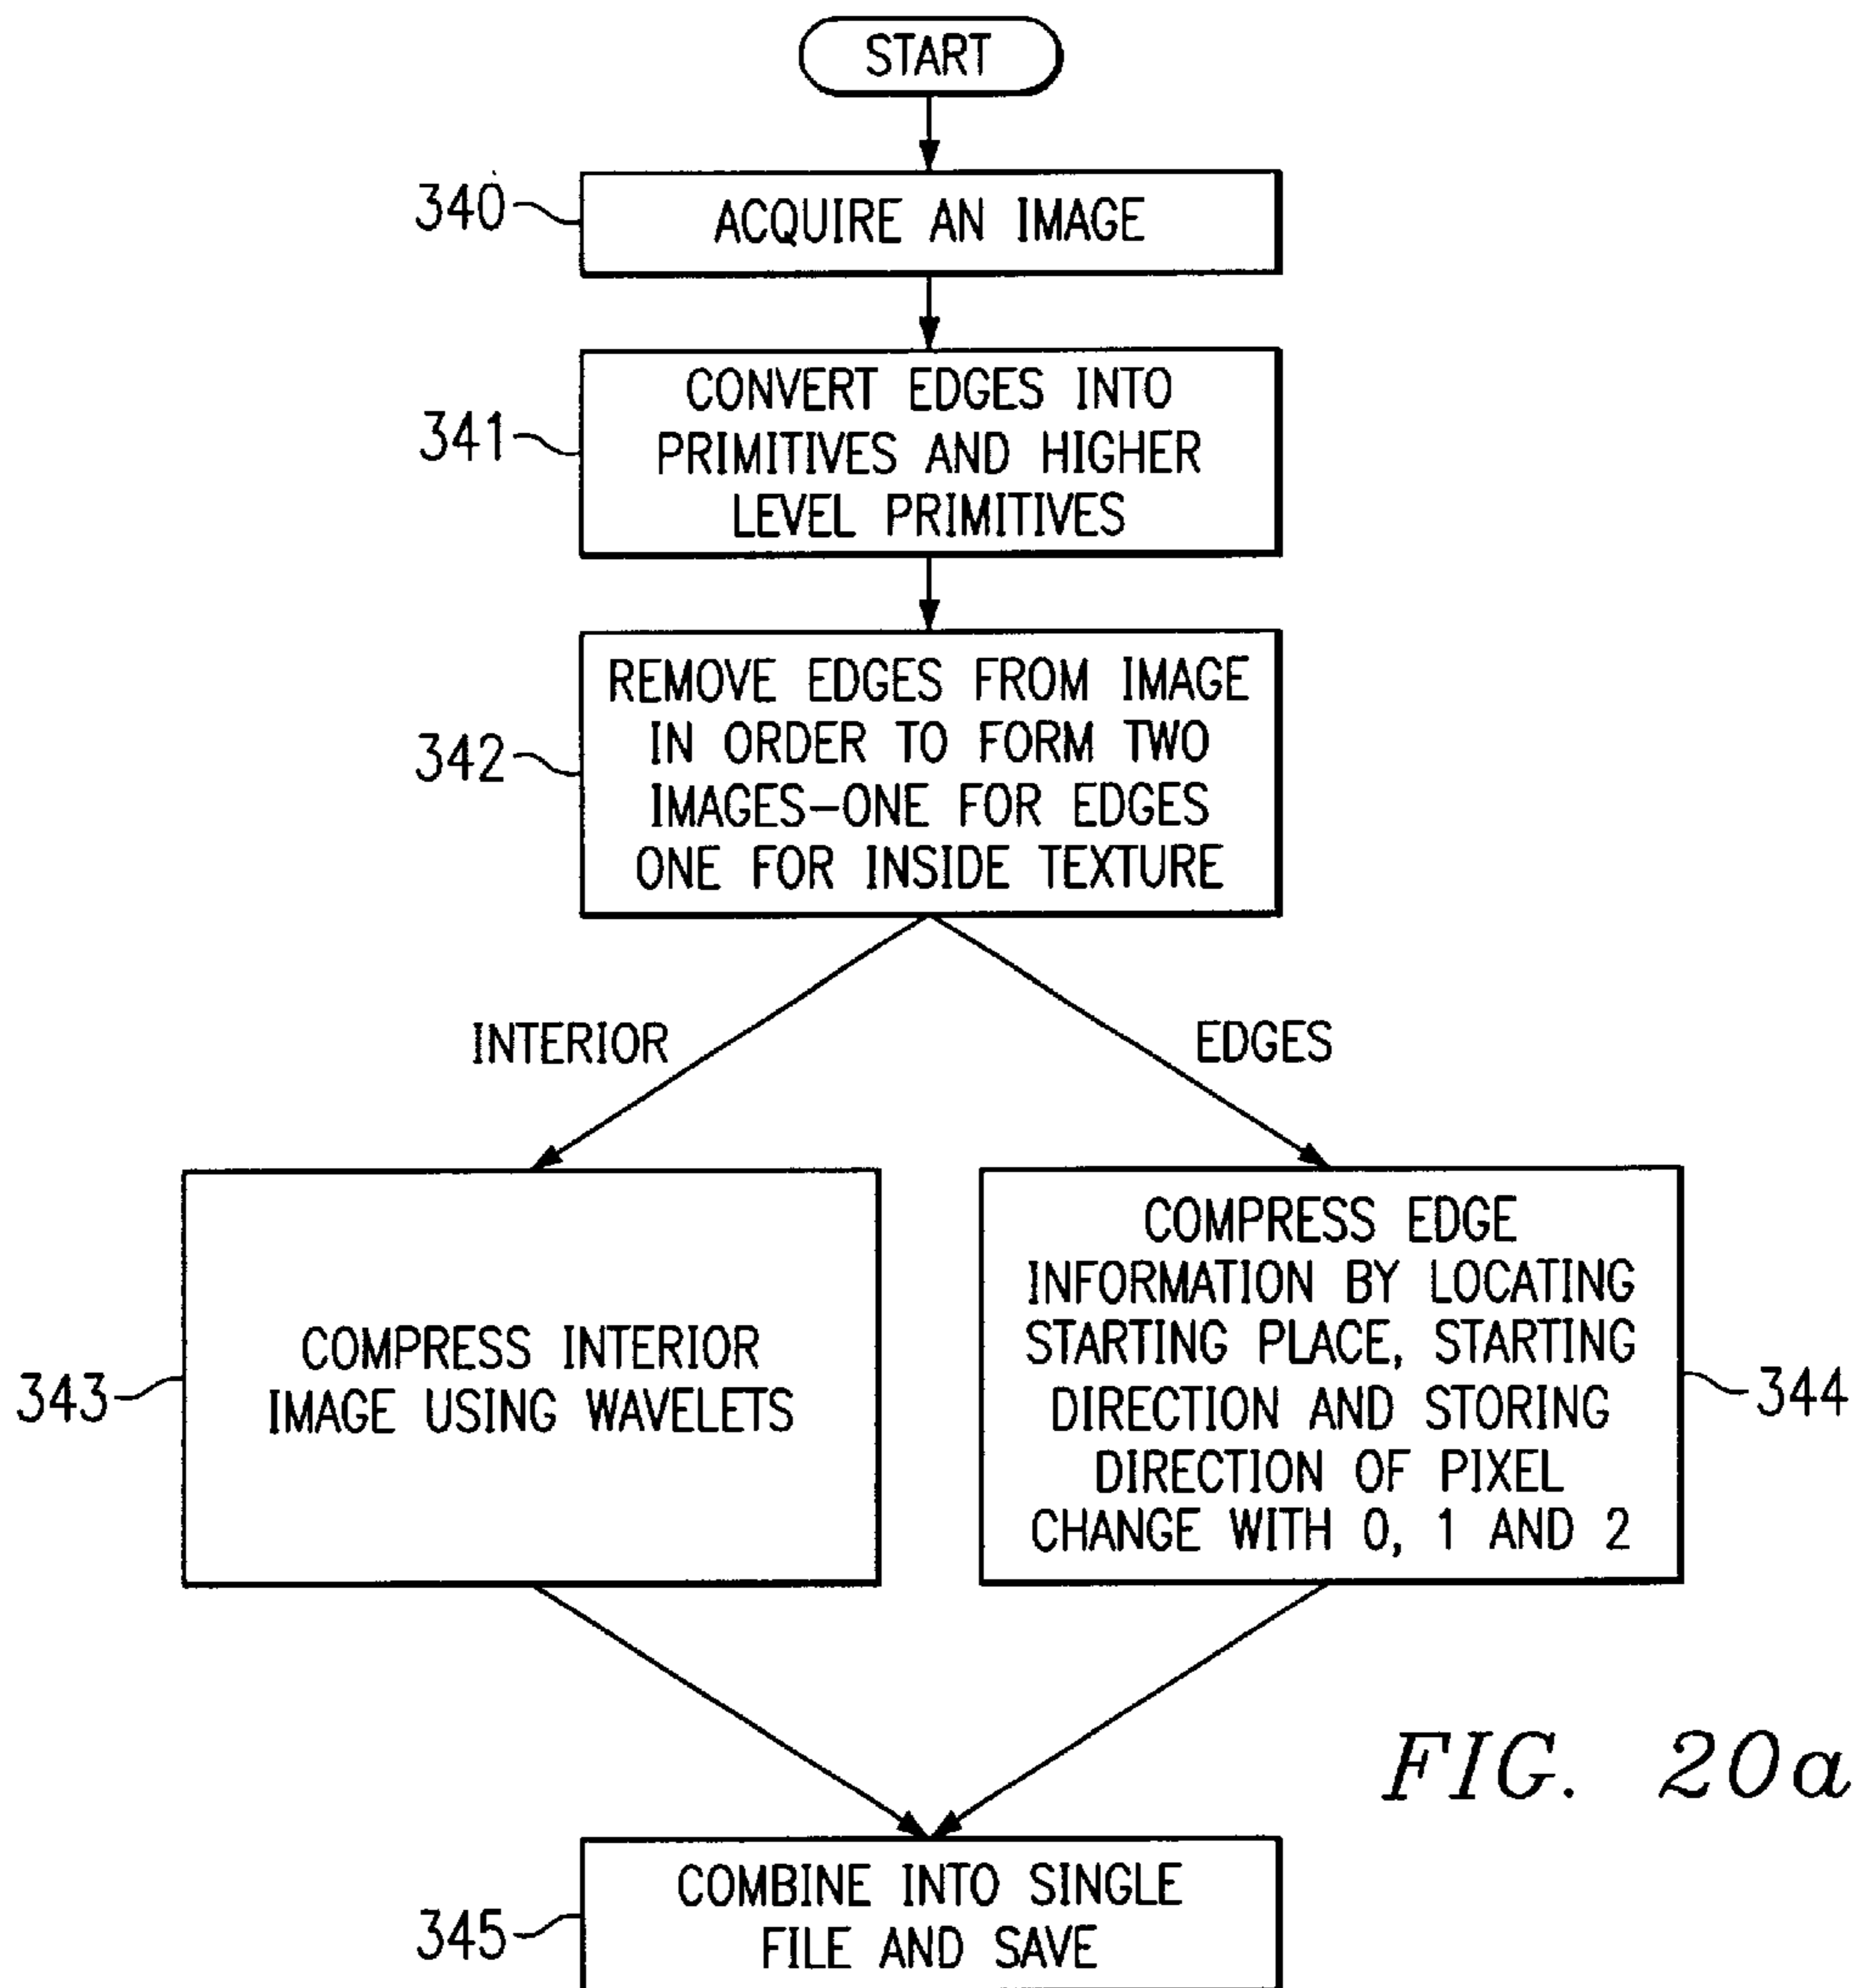 START
340
ACQUIRE AN IMAGE
341
CONVERT EDGES INTO
PRIMITIVES AND HIGHER
LEVEL PRIMITIVES
342
REMOVE EDGES FROM IMAGE
IN ORDER TO FORM TWO
IMAGES-ONE FOR EDGES
ONE FOR INSIDE TEXTURE
INTERIOR
EDGES
343
COMPRESS INTERIOR
IMAGE USING WAVELETS
COMPRESS EDGE
INFORMATION BY LOCATING
STARTING PLACE, STARTING
DIRECTION AND STORING
DIRECTION OF PIXEL
CHANGE WITH 0, 1 AND 2
344
FIG. 20a
345
COMBINE INTO SINGLE
FILE AND SAVE